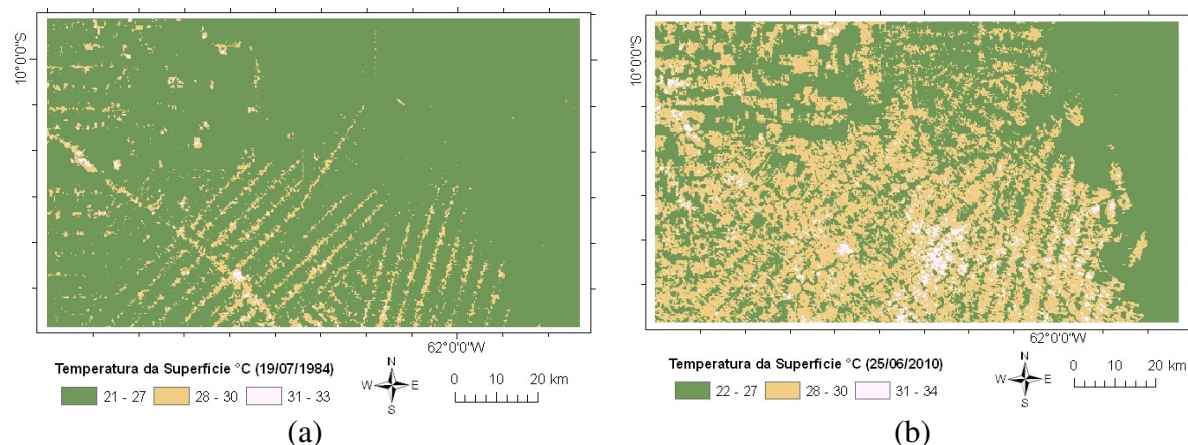 10°0'0"S
62°0'0"W
Temperatura da Superfície °C (19/07/1984)
21 - 27
28 - 30
31 - 33
N
W
E
S
0 10 20 km
(a)
10°0'0"S
62°0'0"W
Temperatura da Superfície °C (25/06/2010)
22 - 27
28 - 30
31 - 34
N
W
E
S
0 10 20 km
(b)